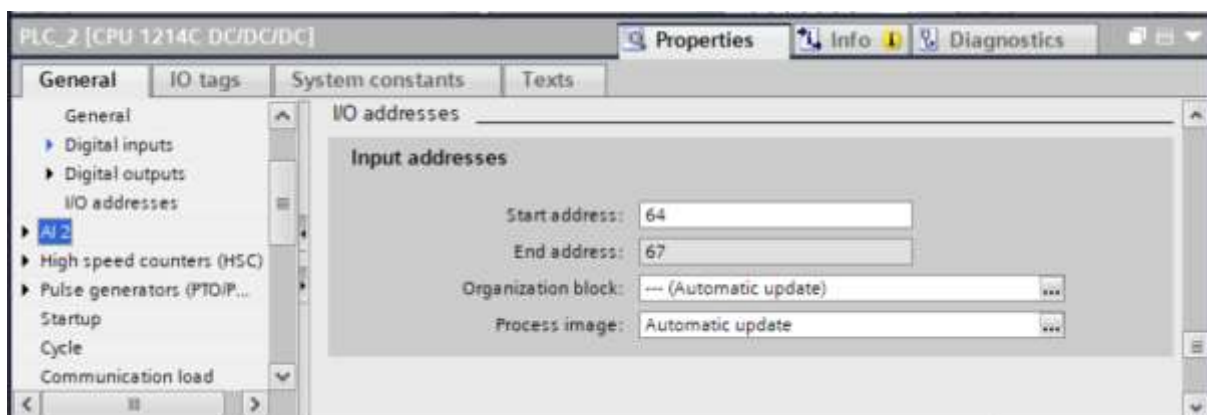 PLC_2 [CPU 1214C DC/DC/DC]
Properties
Info
Diagnostics
General
IO tags
System constants
Texts
General
Digital inputs
Digital outputs
I/O addresses
AI 2
High speed counters (HSC)
Pulse generators (PTO/P...
Startup
Cycle
Communication load
I/O addresses
Input addresses
Start address: 64
End address: 67
Organization block: --- (Automatic update) ...
Process image: Automatic update ...